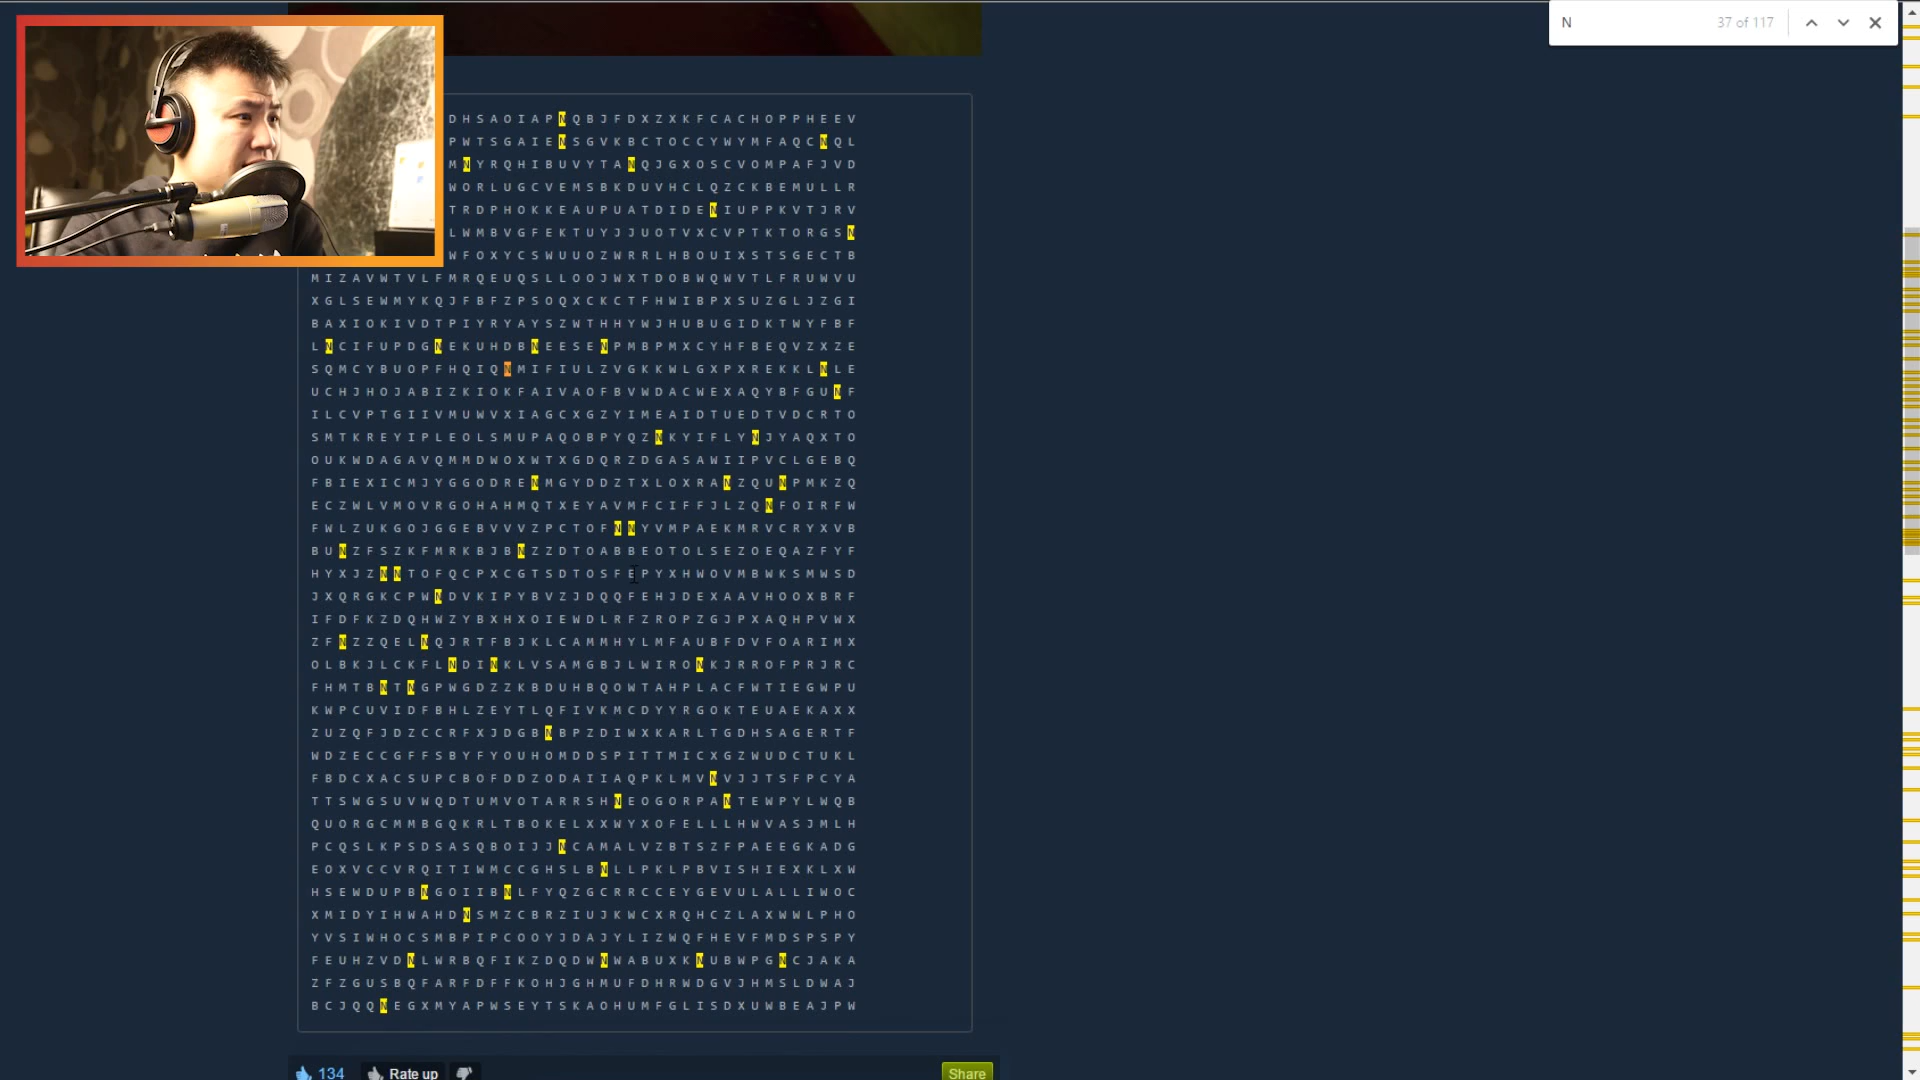 N 37 of 117
D H S A O I A P N Q B J F D X Z X K F C A C H O P P H E E V
P W T S G A I E N S G V K B C T O C C Y W Y M F A Q C N Q L
M N Y R Q H I B U V Y T A N Q J G X O S C V O M P A F J V D
W O R L U G C V E M S B K D U V H C L Q Z C K B E M U L L R
T R D P H O K K E A U P U A T D I D E N I U P P K V T J R V
L W M B V G F E K T U Y J J U O T V X C V P T K T O R G S N
W F O X Y C S W U U O Z W R R L H B O U I X S T S G E C T B
M I Z A V W T V L F M R Q E U Q S L L O O J W X T D O B W Q W V T L F R U W V U
X G L S E W M Y K Q J F B F Z P S O Q X C K C T F H W I B P X S U Z G L J Z G I
B A X I O K I V D T P I Y R Y A Y S Z W T H H Y W J H U B U G I D K T W Y F B F
L N C I F U P D G N E K U H D B N E E S E N P M B P M X C Y H F B E Q V Z X Z E
S Q M C Y B U O P F H Q I Q N M I F I U L Z V G K K W L G X P X R E K K L N L E
U C H J H O J A B I Z K I O K F A I V A O F B V W D A C W E X A Q Y B F G U N F
I L C V P T G I I V M U W V X I A G C X G Z Y I M E A I D T U E D T V D C R T O
S M T K R E Y I P L E O L S M U P A Q O B P Y Q Z N K Y I F L Y N J Y A Q X T O
O U K W D A G A V Q M M D W O X W T X G D Q R Z D G A S A W I I P V C L G E B Q
F B I E X I C M J Y G G O D R E N M G Y D D Z T X L O X R A N Z Q U N P M K Z Q
E C Z W L V M O V R G O H A H M Q T X E Y A V M F C I F F J L Z Q N F O I R F W
F W L Z U K G O J G G E B V V V Z P C T O F N N Y V M P A E K M R V C R Y X V B
B U N Z F S Z K F M R K B J B N Z Z D T O A B B E O T O L S E Z O E Q A Z F Y F
H Y X J Z N N T O F Q C P X C G T S D T O S F E P Y X H W O V M B W K S M W S D
J X Q R G K C P W N D V K I P Y B V Z J D Q Q F E H J D E X A A V H O O X B R F
I F D F K Z D Q H W Z Y B X H X O I E W D L R F Z R O P Z G J P X A Q H P V W X
Z F N Z Z Q E L N Q J R T F B J K L C A M M H Y L M F A U B F D V F O A R I M X
O L B K J L C K F L N D I N K L V S A M G B J L W I R O N K J R R O F P R J R C
F H M T B N T N G P W G D Z Z K B D U H B Q O W T A H P L A C F W T I E G W P U
K W P C U V I D F B H L Z E Y T L Q F I V K M C D Y Y R G O K T E U A E K A X X
Z U Z Q F J D Z C C R F X J D G B N B P Z D I W X K A R L T G D H S A G E R T F
W D Z E C C G F F S B Y F Y O U H O M D D S P I T T M I C X G Z W U D C T U K L
F B D C X A C S U P C B O F D D Z O D A I I A Q P K L M V N V J J T S F P C Y A
T T S W G S U V W Q D T U M V O T A R R S H N E O G O R P A N T E W P Y L W Q B
Q U O R G C M M B G Q K R L T B O K E L X X W Y X O F E L L L H W V A S J M L H
P C Q S L K P S D S A S Q B O I J J N C A M A L V Z B T S Z F P A E E G K A D G
E O X V C C V R Q I T I W M C C G H S L B N L L P K L P B V I S H I E X K L X W
H S E W D U P B N G O I I B N L F Y Q Z G C R R C C E Y G E V U L A L L I W O C
X M I D Y I H W A H D N S M Z C B R Z I U J K W C X R Q H C Z L A X W W L P H O
Y V S I W H O C S M B P I P C O O Y J D A J Y L I Z W Q F H E V F M D S P S P Y
F E U H Z V D N L W R B Q F I K Z D Q D W N W A B U X K N U B W P G N C J A K A
Z F Z G U S B Q F A R F D F F K O H J G H M U F D H R W D G V J H M S L D W A J
B C J Q Q N E G X M Y A P W S E Y T S K A O H U M F G L I S D X U W B E A J P W
134 Rate up Share